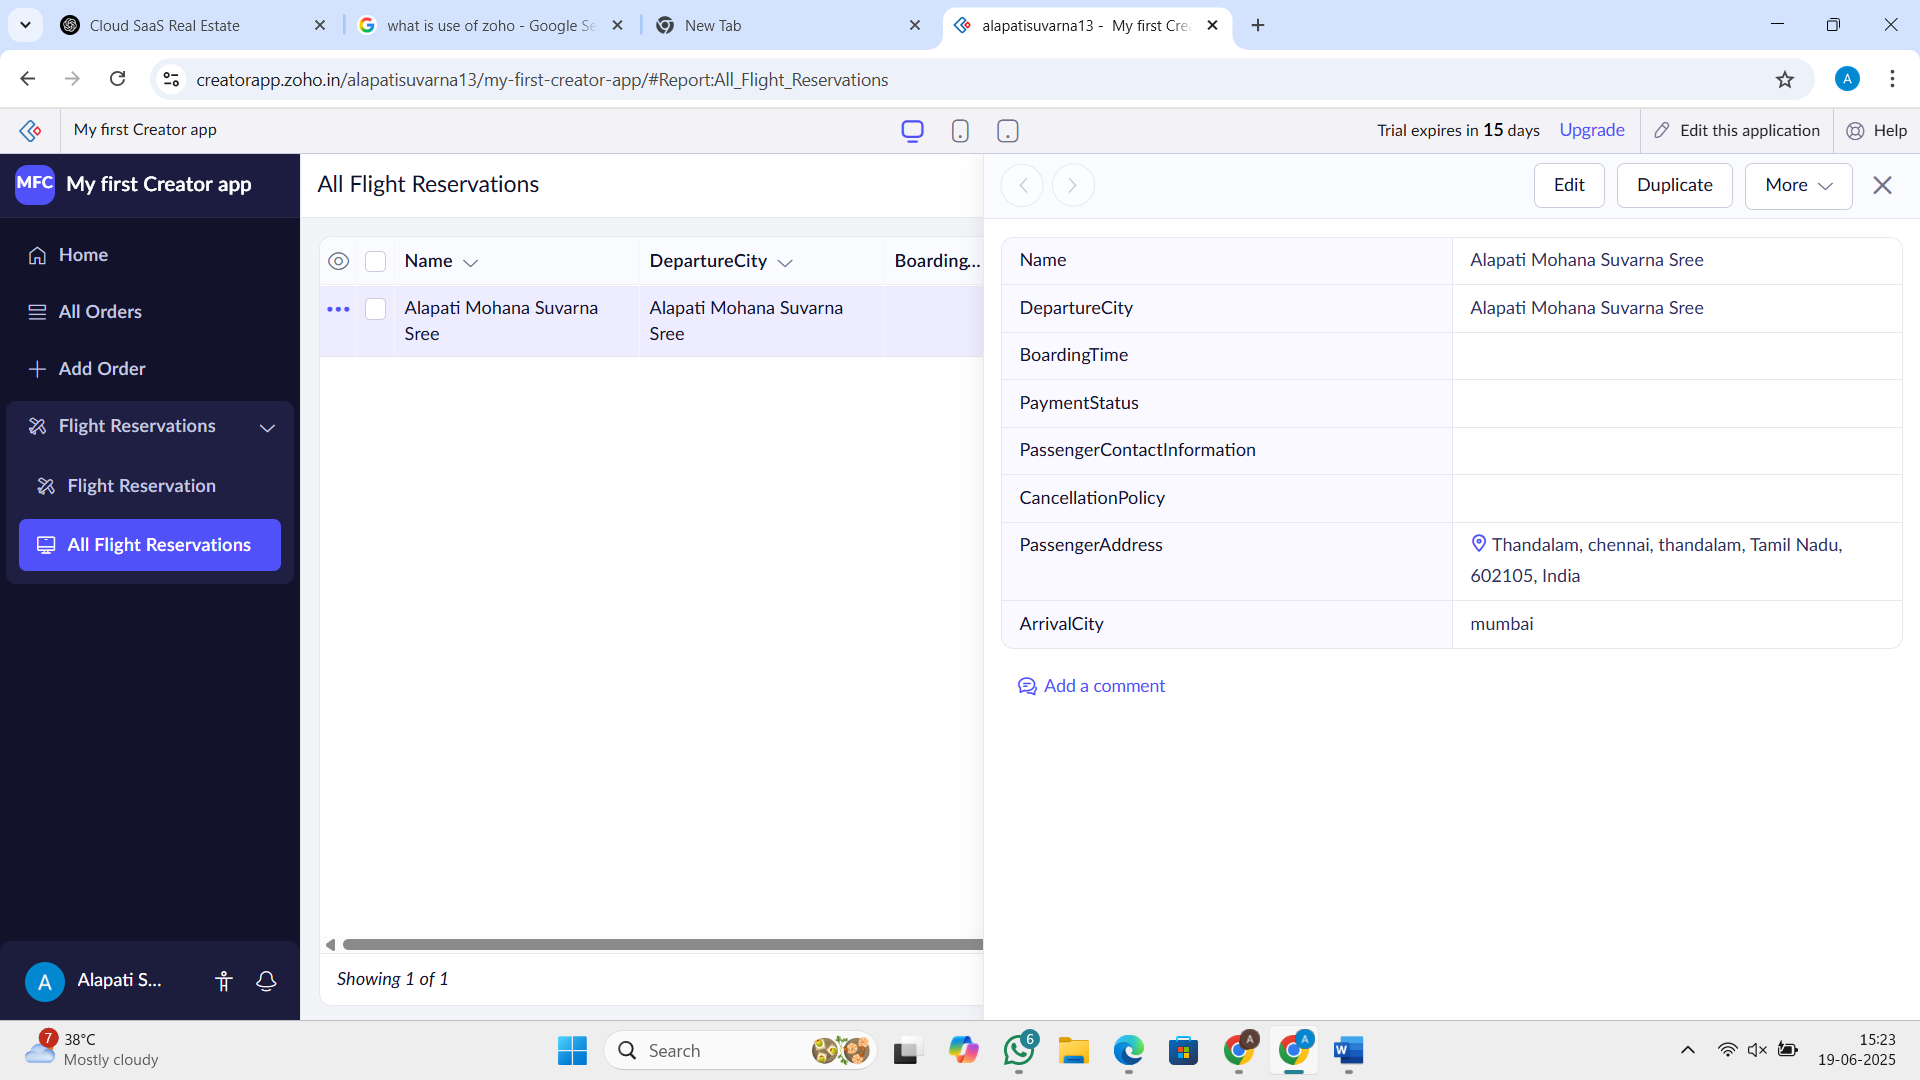 Cloud SaaS Real Estate
what is use of zoho - Google Se
New Tab
alapatisuvarna13 - My first Cre
creatorapp.zoho.in/alapatisuvarna13/my-first-creator-app/#Report:All_Flight_Reservations
A
My first Creator app
Trial expires in 15 days
Upgrade
Edit this application
Help
MFC
My first Creator app
Home
All Orders
Add Order
Flight Reservations
Flight Reservation
All Flight Reservations
A
Alapati S...
All Flight Reservations
Name
DepartureCity
Boarding...
Alapati Mohana Suvarna
Sree
Alapati Mohana Suvarna
Sree
Showing 1 of 1
Edit
Duplicate
More
Name
Alapati Mohana Suvarna Sree
DepartureCity
Alapati Mohana Suvarna Sree
BoardingTime
PaymentStatus
PassengerContactInformation
CancellationPolicy
PassengerAddress
Thandalam, chennai, thandalam, Tamil Nadu,
602105, India
ArrivalCity
mumbai
Add a comment
7
38°C
Mostly cloudy
Search
6
A
A
W
15:23
19-06-2025